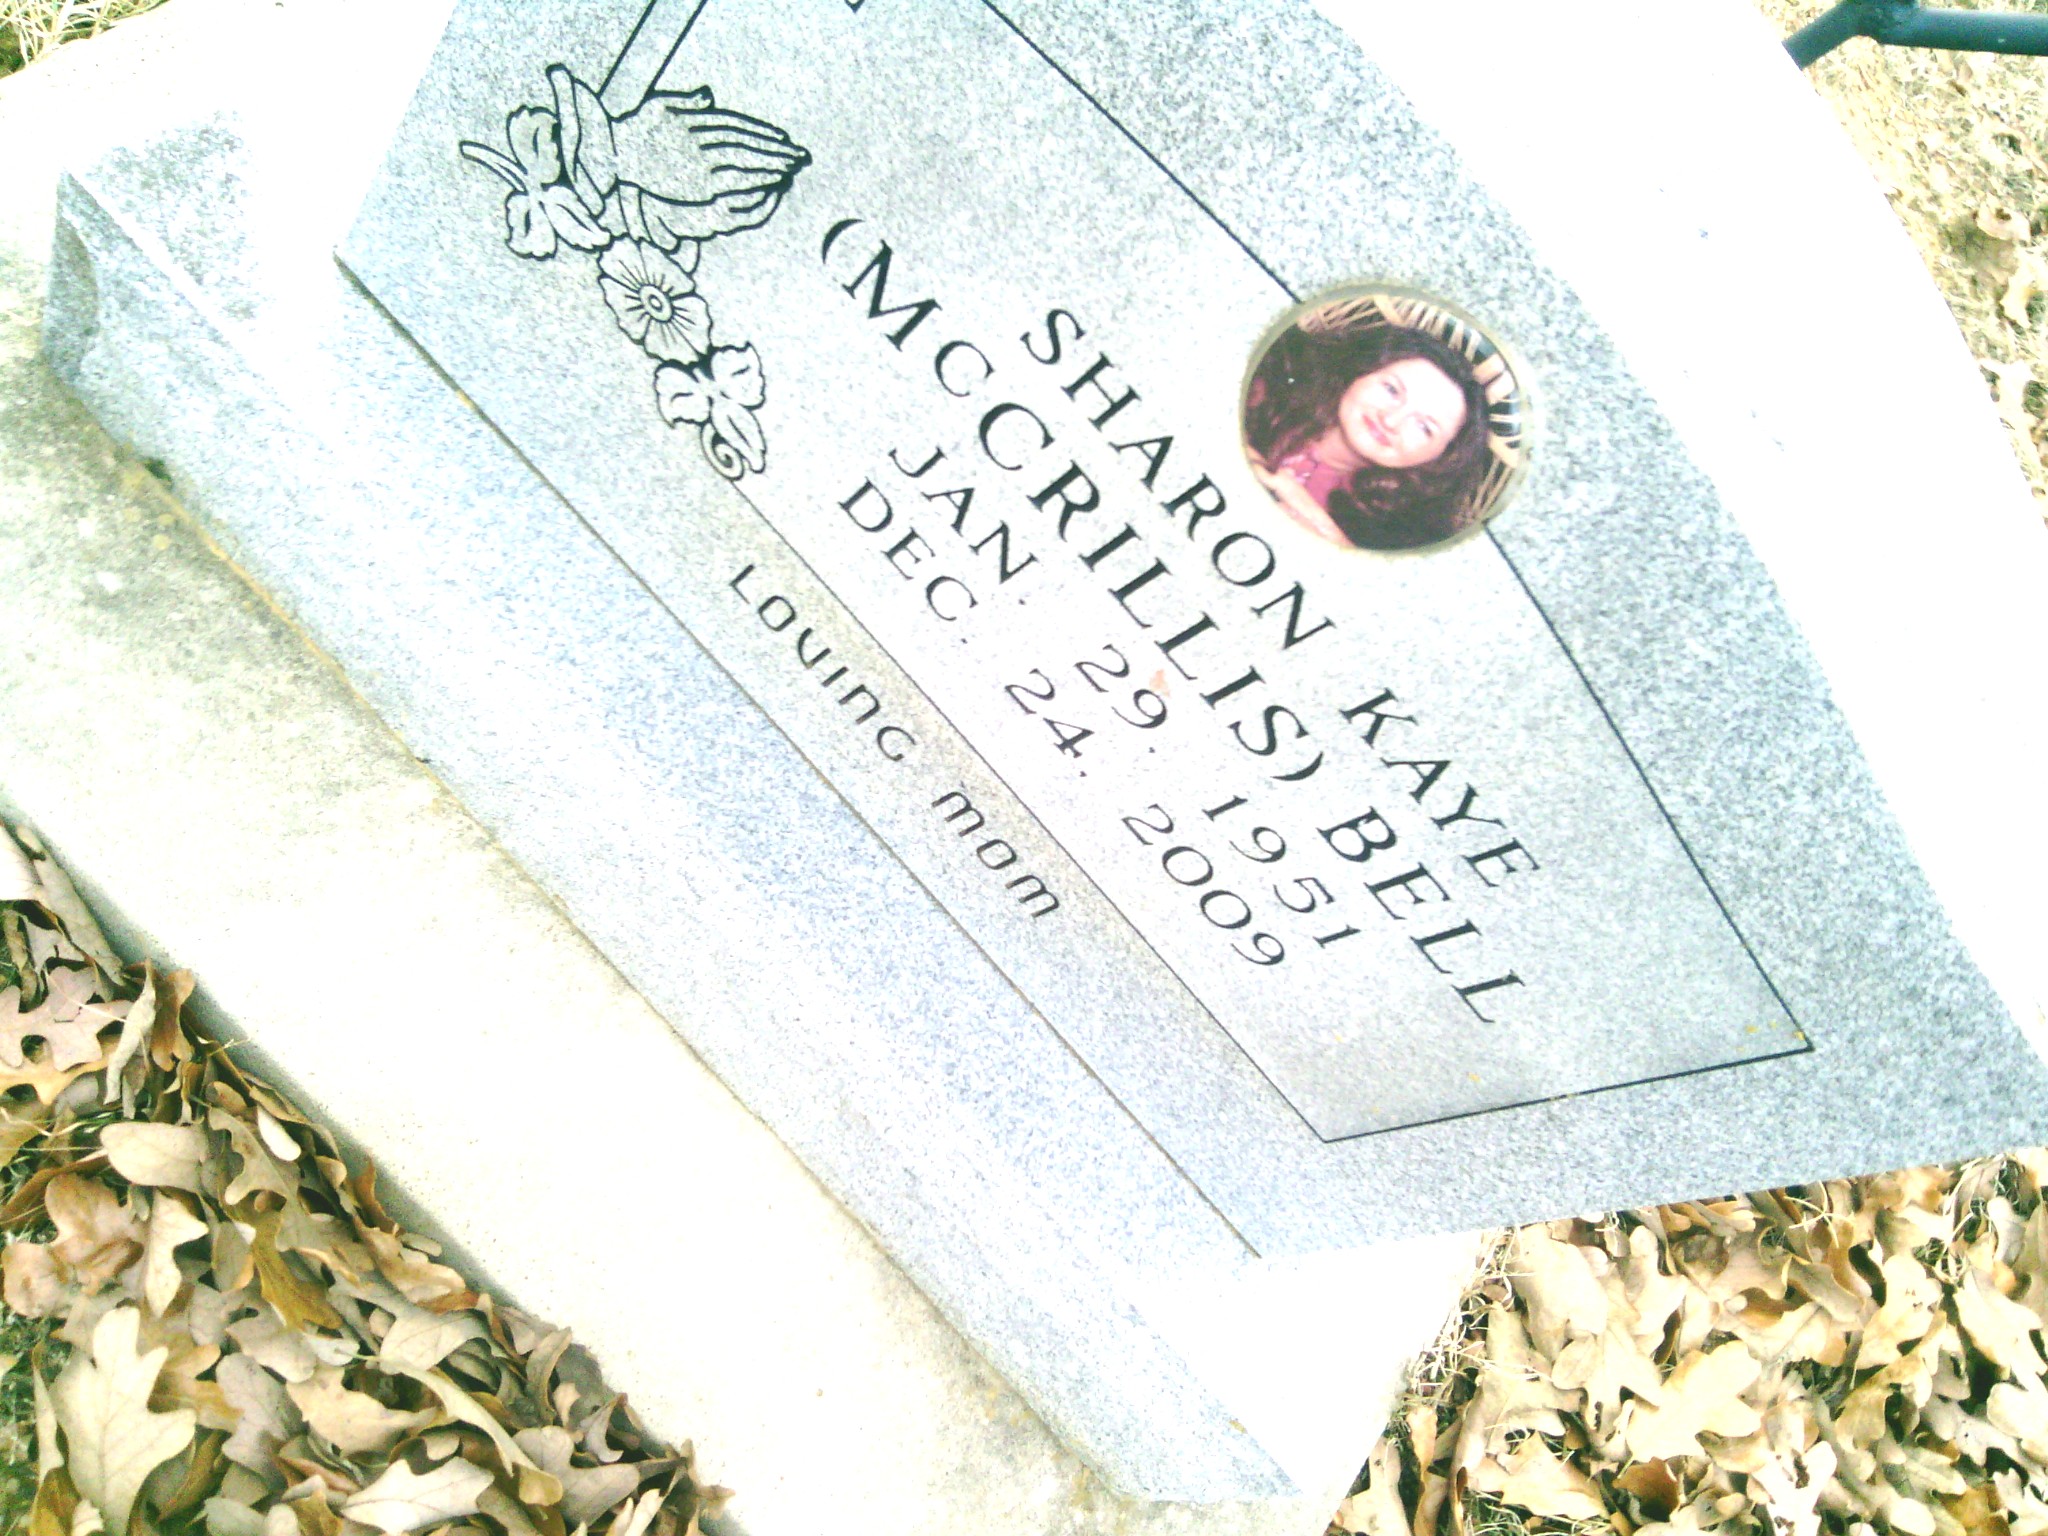 SHARON KAYE
(MCCRILLIS) BELL
JAN. 29. 1951
DEC. 24. 2009
LOVING MOM